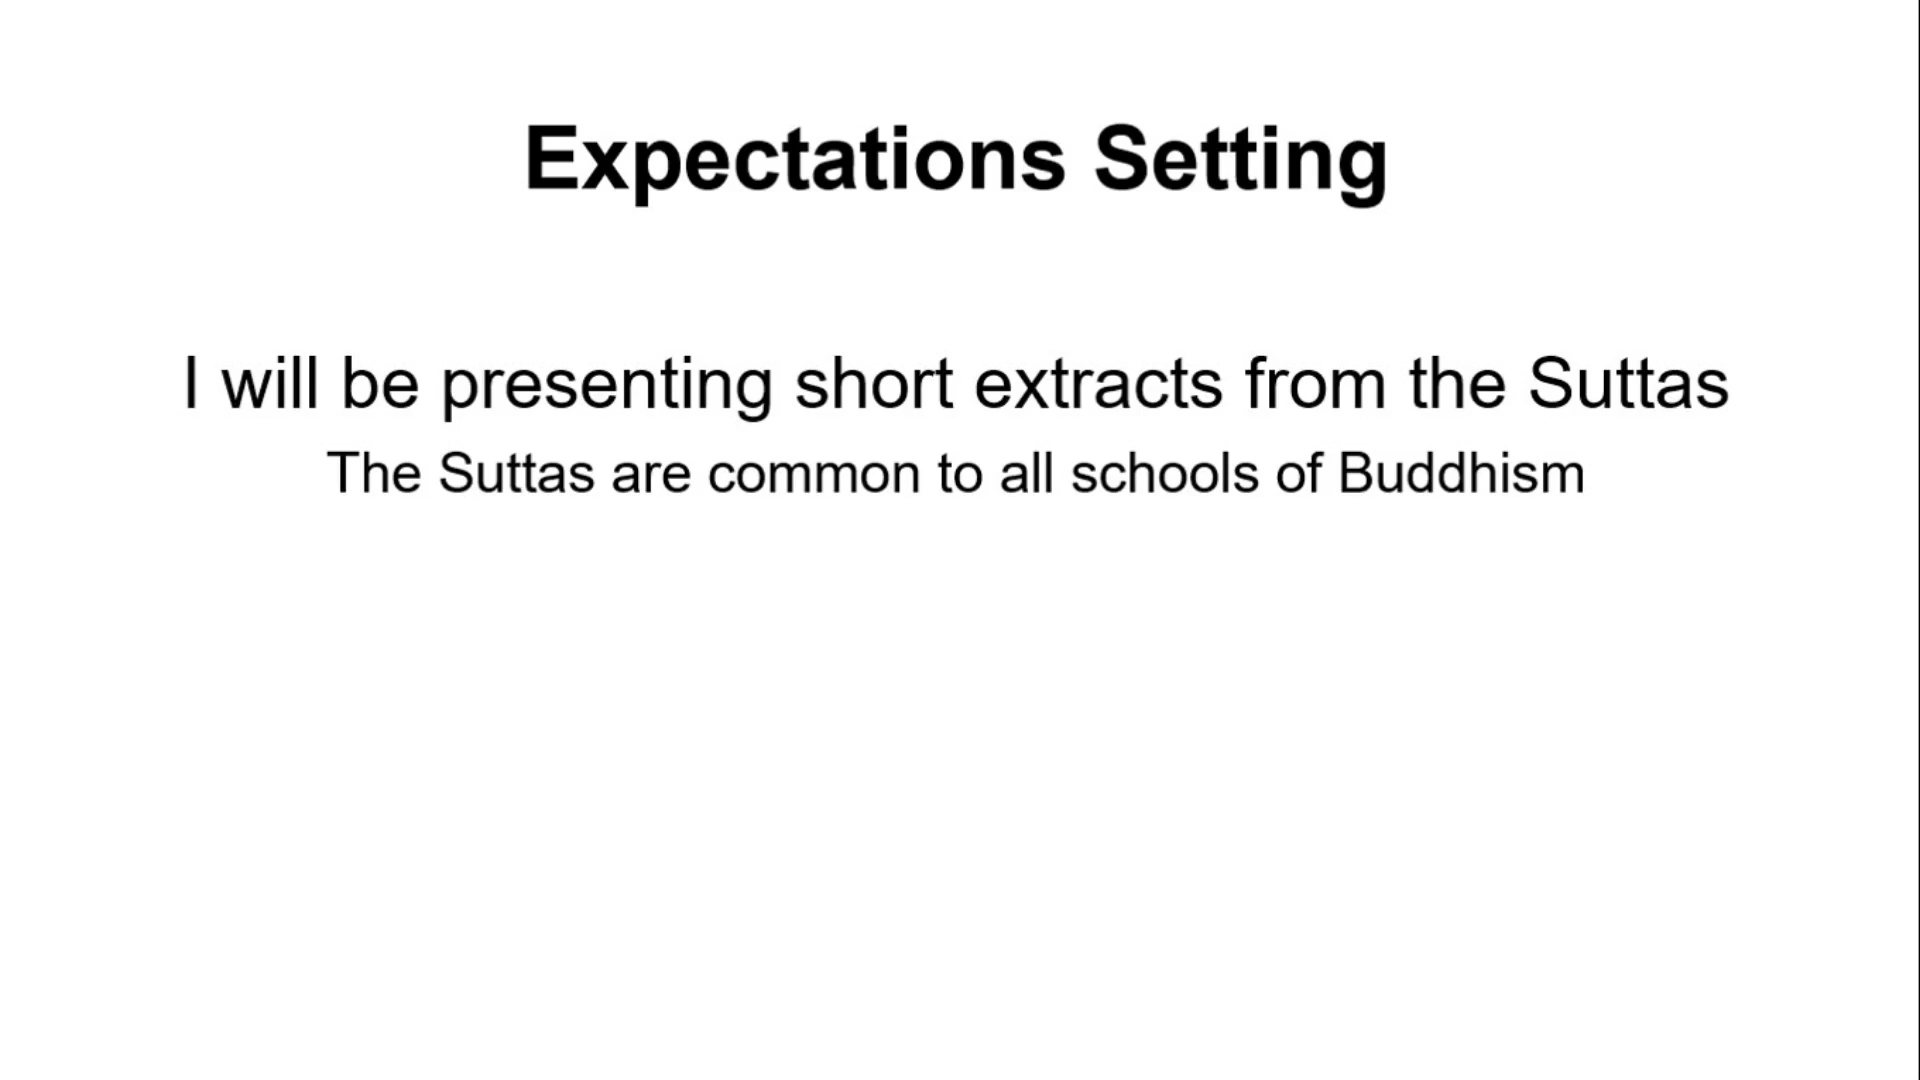 Expectations Setting
I will be presenting short extracts from the Suttas
The Suttas are common to all schools of Buddhism